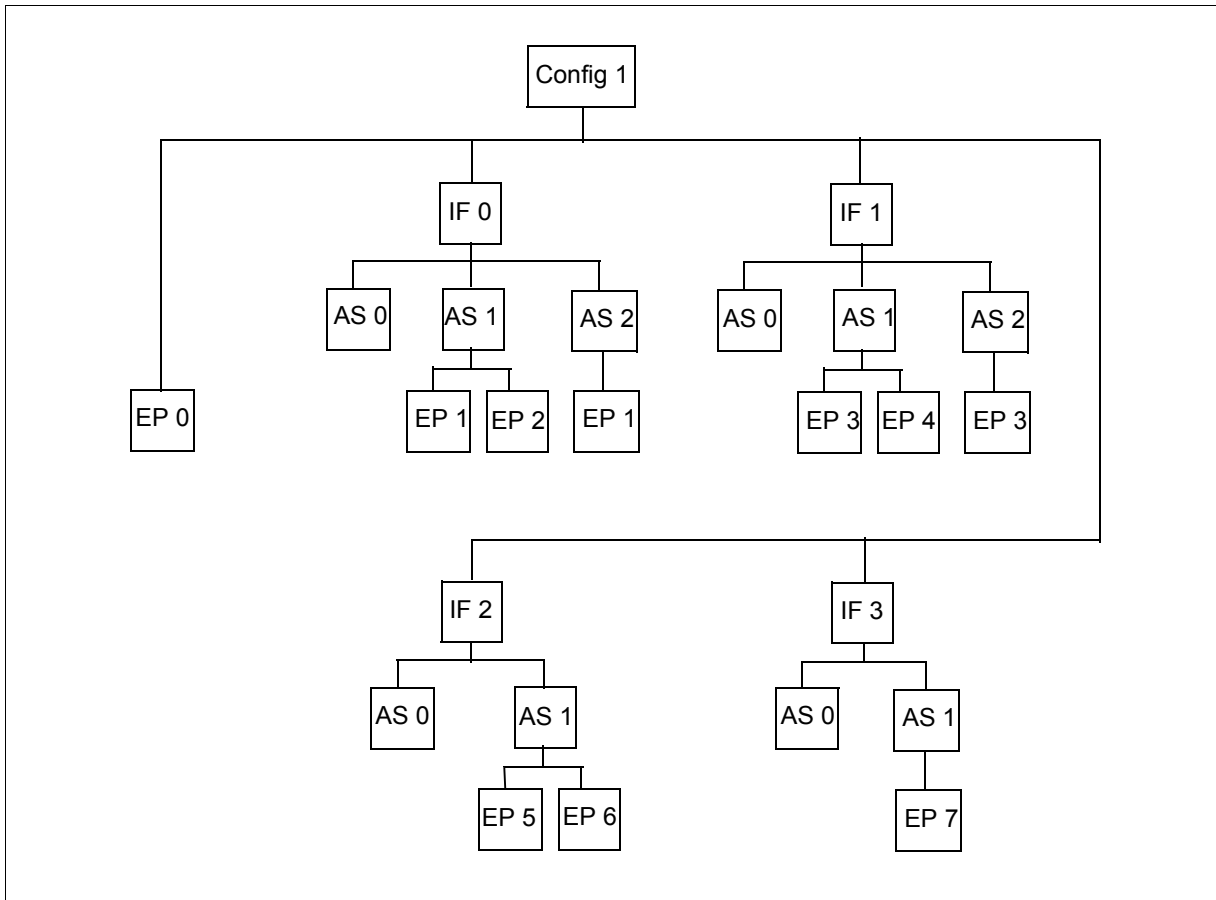 Config 1
IF 0
IF 1
AS 0
AS 1
AS 2
AS 0
AS 1
AS 2
EP 0
EP 1
EP 2
EP 1
EP 3
EP 4
EP 3
IF 2
IF 3
AS 0
AS 1
AS 0
AS 1
EP 5
EP 6
EP 7